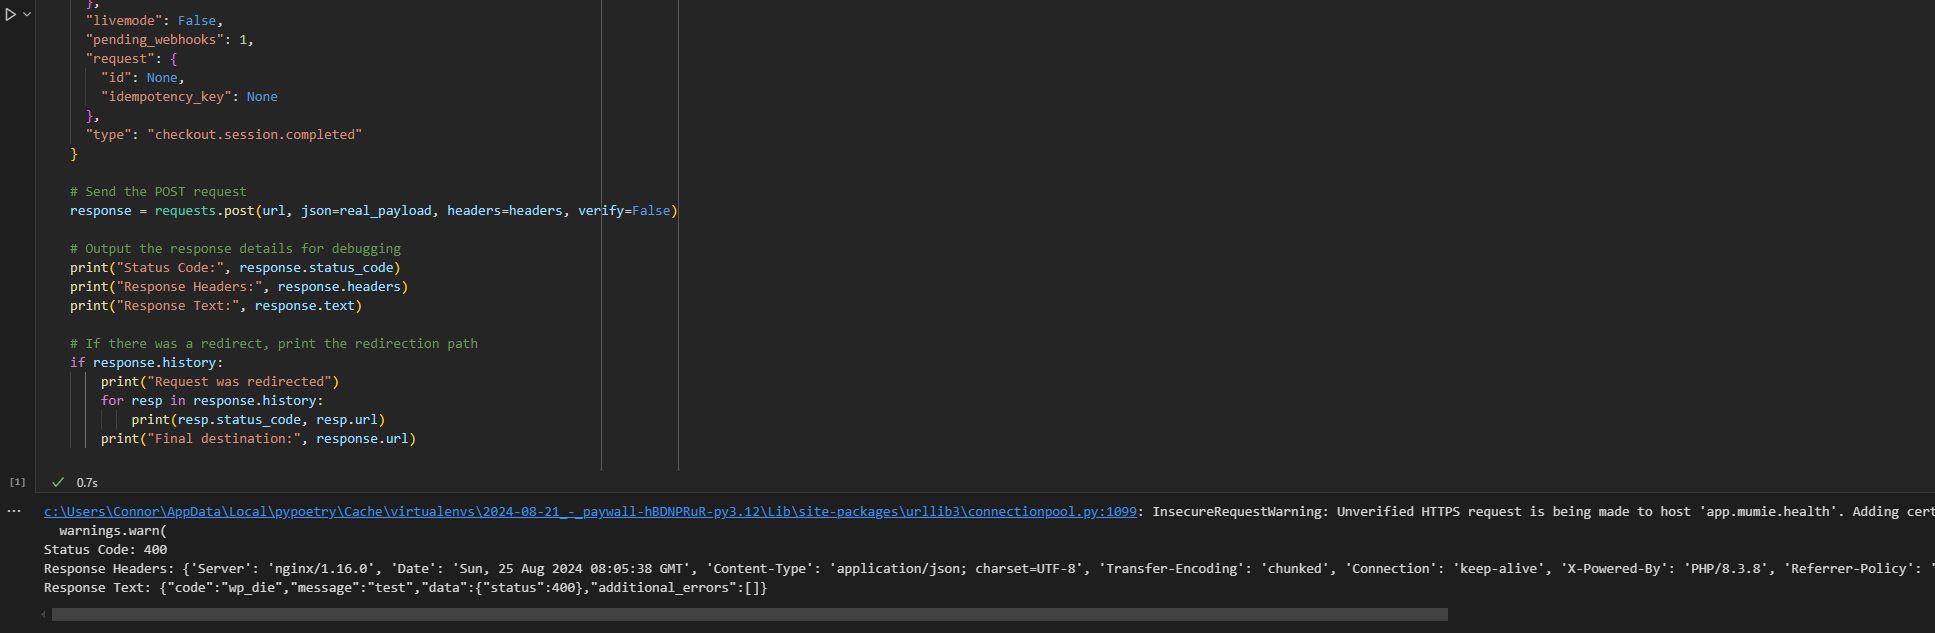 },
"livemode": False,
"pending_webhooks": 1,
"request": {
"id": None,
"idempotency_key": None
},
"type": "checkout.session.completed"
}
# Send the POST request
response = requests.post(url, json=real_payload, headers=headers, verify=False)
# Output the response details for debugging
print("Status Code:", response.status_code)
print("Response Headers:", response.headers)
print("Response Text:", response.text)
# If there was a redirect, print the redirection path
if response.history:
print("Request was redirected")
for resp in response.history:
print(resp.status_code, resp.url)
print("Final destination:", response.url)
[1] 0.7s
... c:\Users\Connor\AppData\Local\pypoetry\Cache\virtualenvs\2024-08-21_-_paywall-hBDNPRuR-py3.12\Lib\site-packages\urllib3\connectionpool.py:1099: InsecureRequestWarning: Unverified HTTPS request is being made to host 'app.mumie.health'. Adding cert
warnings.warn(
Status Code: 400
Response Headers: {'Server': 'nginx/1.16.0', 'Date': 'Sun, 25 Aug 2024 08:05:38 GMT', 'Content-Type': 'application/json; charset=UTF-8', 'Transfer-Encoding': 'chunked', 'Connection': 'keep-alive', 'X-Powered-By': 'PHP/8.3.8', 'Referrer-Policy': '
Response Text: {"code":"wp_die","message":"test","data":{"status":400},"additional_errors":[]}